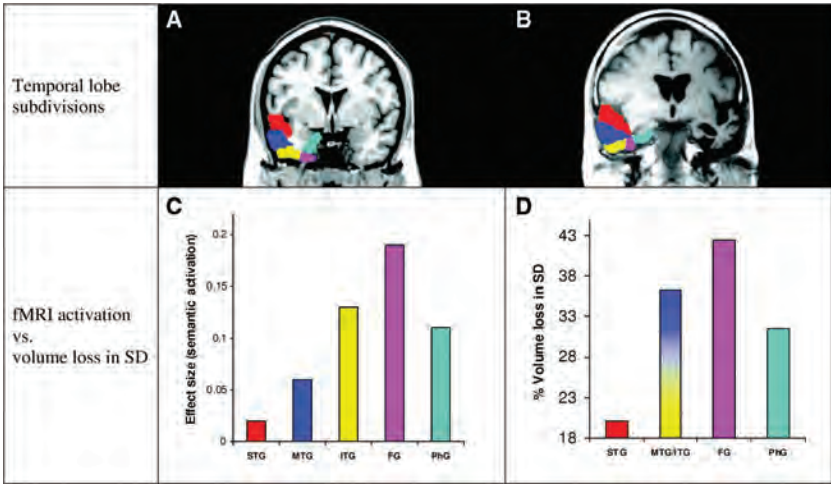 A
B
Temporal lobe
subdivisions
C
D
fMRI activation
vs.
volume loss in SD
Effect size (semantic activation)
0.2
0.15
0.1
0.05
0
STG MTG ITG FG PhG
% Volume loss in SD
43
38
33
28
23
18
STG MTG/ITG FG PhG